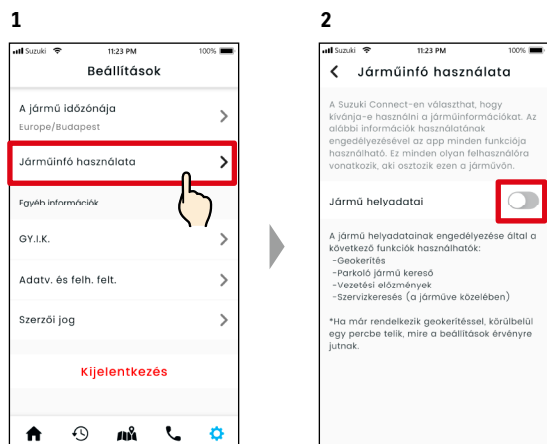 1
Suzuki 11:23 PM 100%
Beállítások
A jármű időzónája
Europe/Budapest
Járműinfó használata
Egyéb információk
GY.I.K.
Adatv. és felh. felt.
Szerzői jog
Kijelentkezés
2
Suzuki 11:23 PM 100%
Járműinfó használata
A Suzuki Connect-en választhat, hogy
kívánja-e használni a járműinformációkat. Az
alábbi információk használatának
engedélyezésével az app minden funkciója
használható. Ez minden olyan felhasználóra
vonatkozik, aki osztozik ezen a járművön.
Jármű helyadatai
A jármű helyadatainak engedélyezése által a
következő funkciók használhatók:
-Geokerítés
-Parkoló jármű kereső
-Vezetési előzmények
-Szervizkeresés (a járműve közelében)
*Ha már rendelkezik geokerítéssel, körülbelül
egy percbe telik, mire a beállítások érvényre
jutnak.